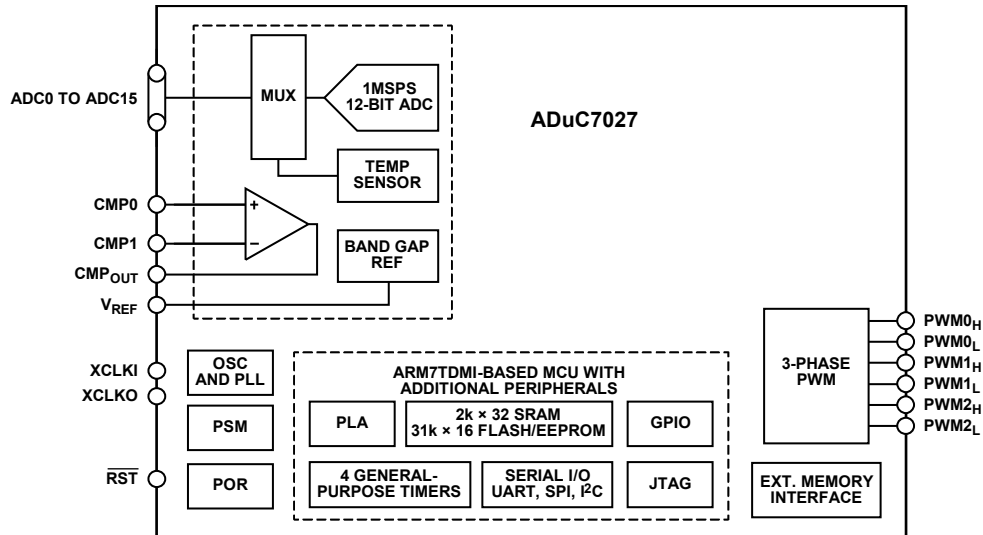 ADuC7027
ADC0 TO ADC15
MUX
1MSPS
12-BIT ADC
TEMP
SENSOR
CMP0
+
CMP1
−
CMPOUT
BAND GAP
REF
VREF
XCLKI
XCLKO
OSC
AND PLL
PSM
RST
POR
ARM7TDMI-BASED MCU WITH
ADDITIONAL PERIPHERALS
PLA
2k × 32 SRAM
31k × 16 FLASH/EEPROM
GPIO
4 GENERAL-
PURPOSE TIMERS
SERIAL I/O
UART, SPI, I2C
JTAG
3-PHASE
PWM
PWM0H
PWM0L
PWM1H
PWM1L
PWM2H
PWM2L
EXT. MEMORY
INTERFACE